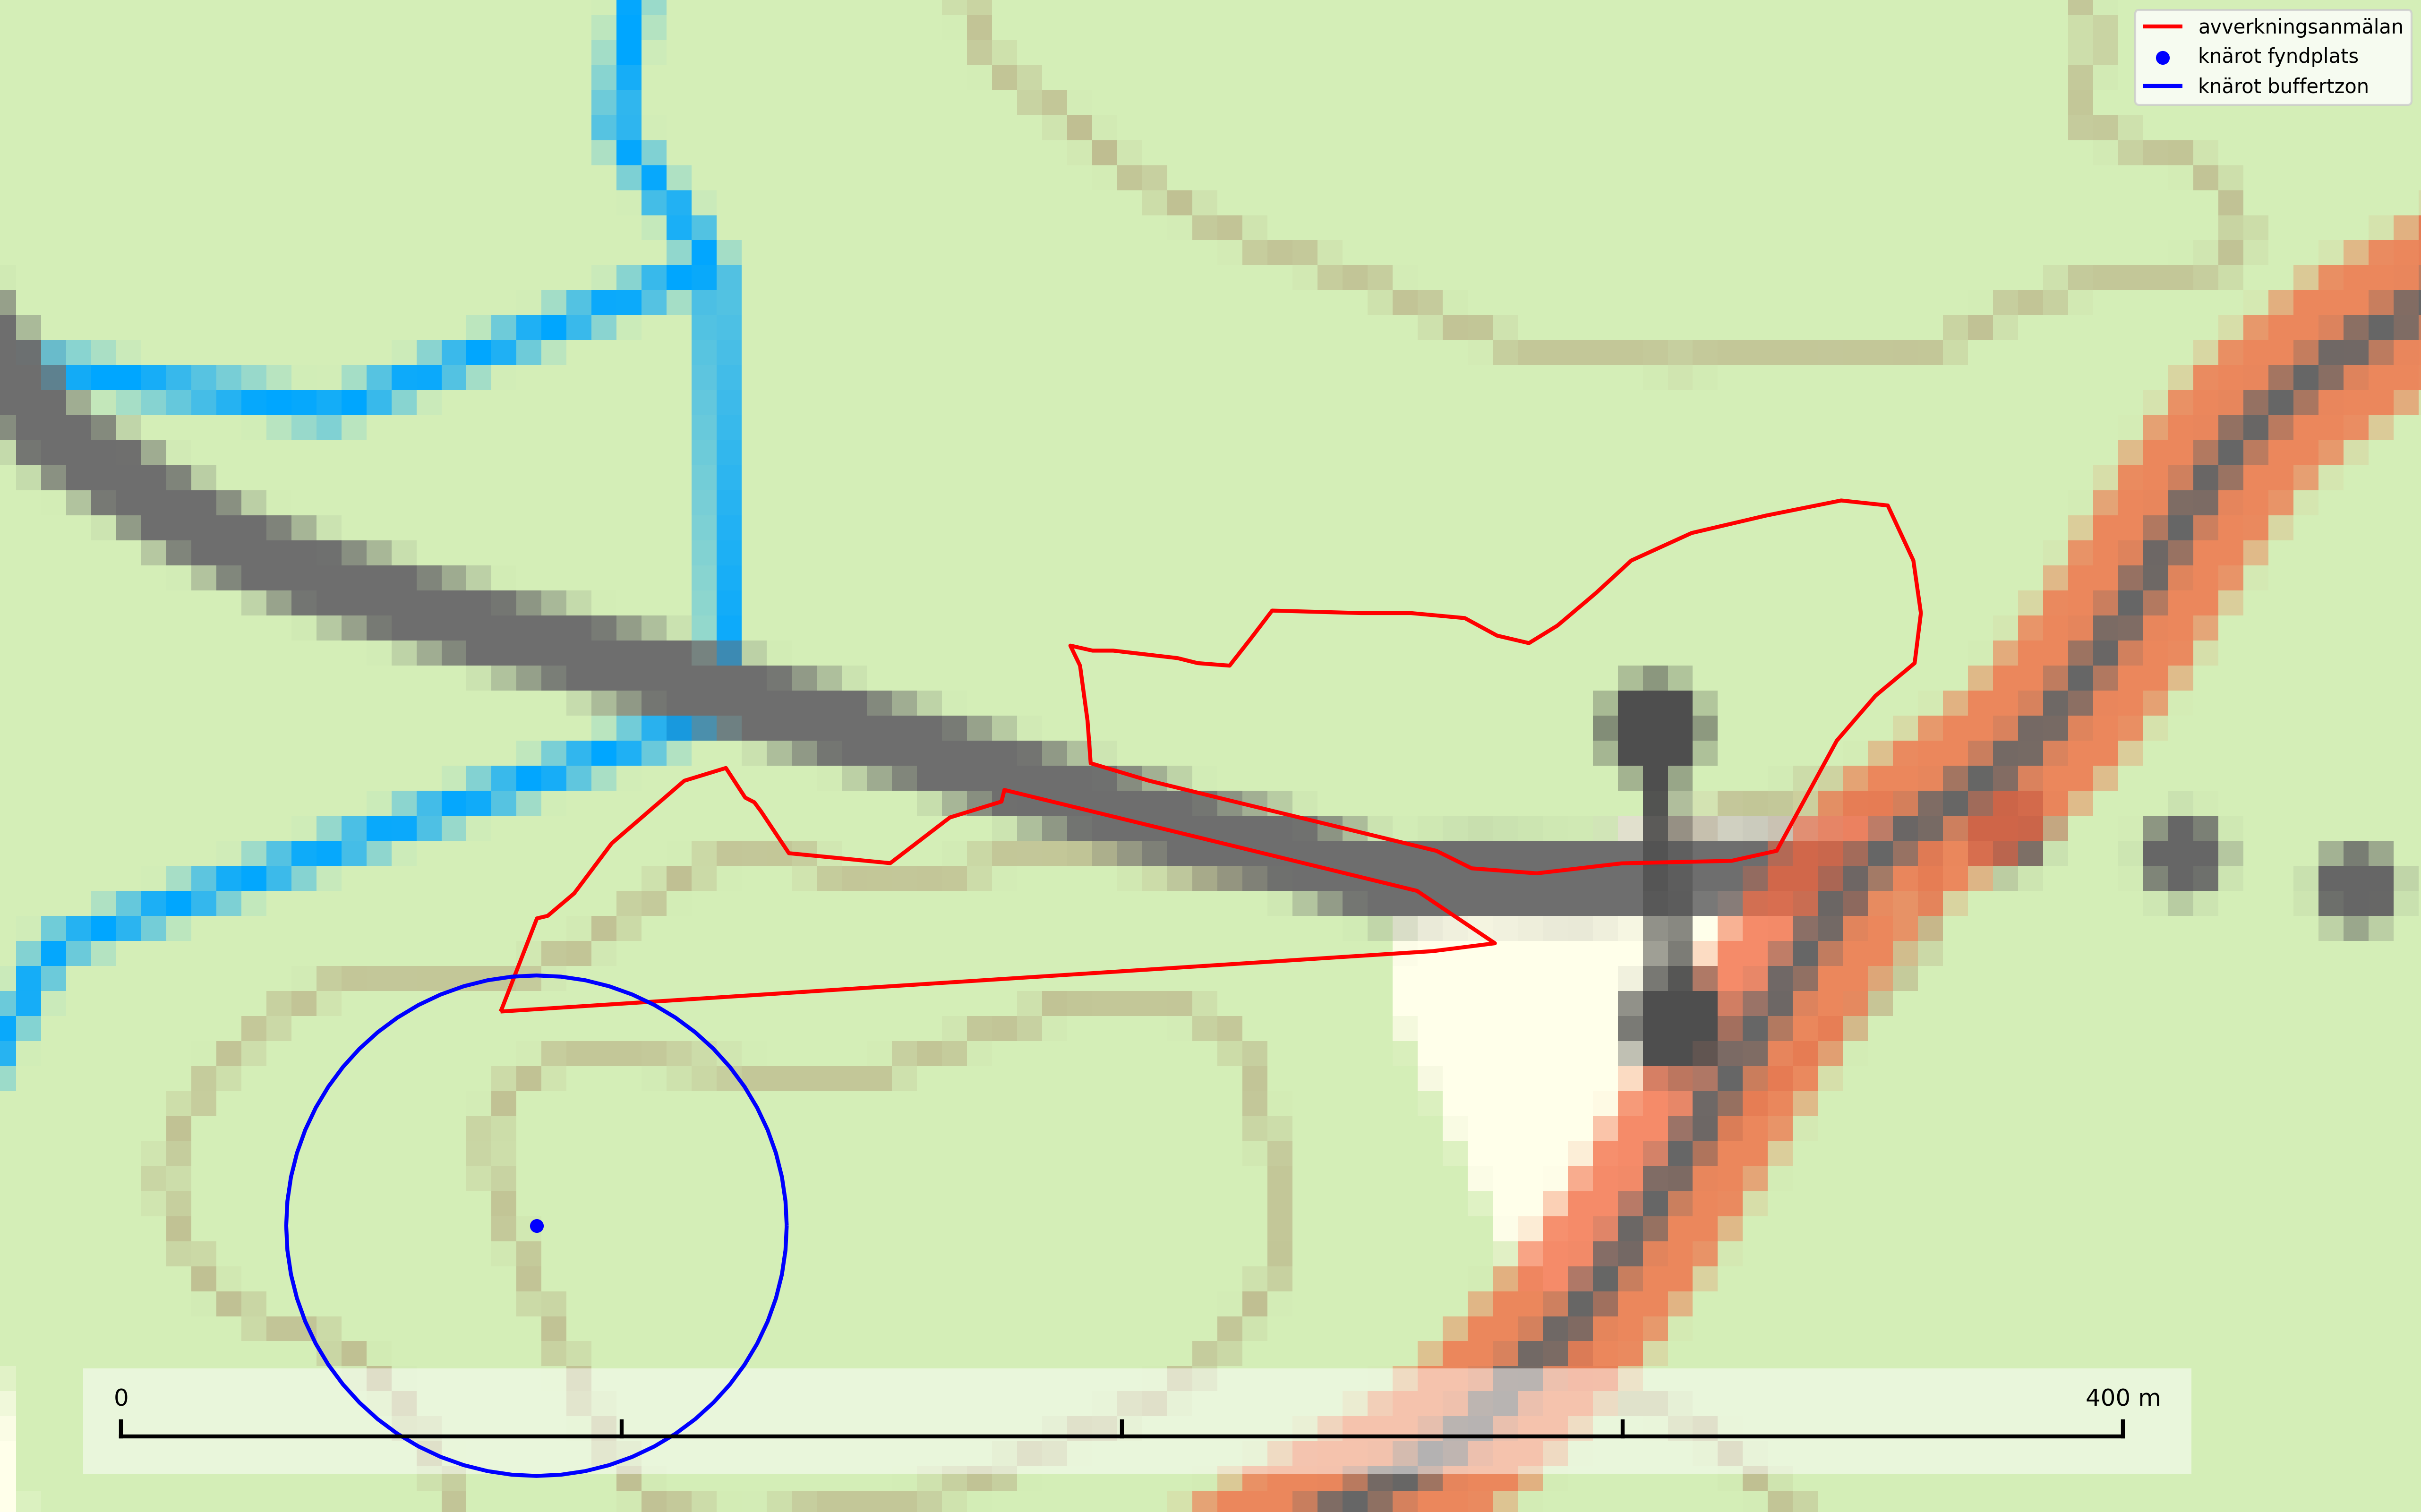 avverkningsanmälan
knärot fyndplats
knärot buffertzon
0
400 m